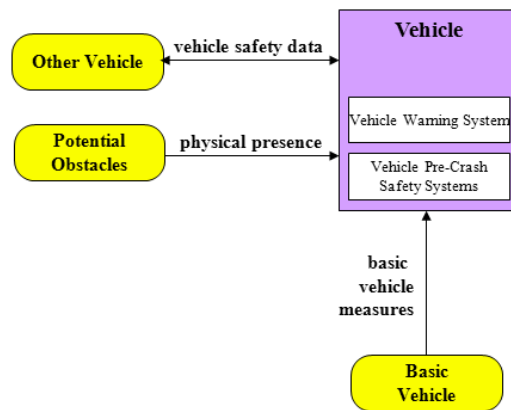 Vehicle
vehicle safety data
Other Vehicle
Vehicle Warning System
Potential
Obstacles
physical presence
Vehicle Pre-Crash
Safety Systems
basic
vehicle
measures
Basic
Vehicle